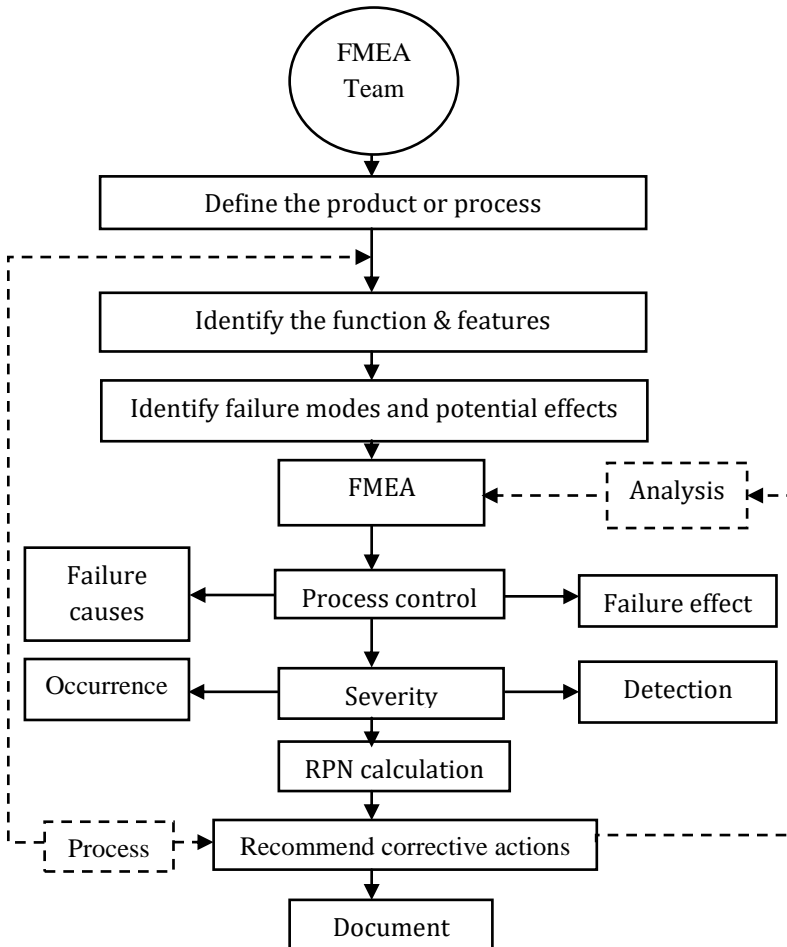 FMEA
Team
Define the product or process
Identify the function & features
Identify failure modes and potential effects
FMEA
Analysis
Failure
causes
Process control
Failure effect
Occurrence
Severity
Detection
RPN calculation
Process
Recommend corrective actions
Document